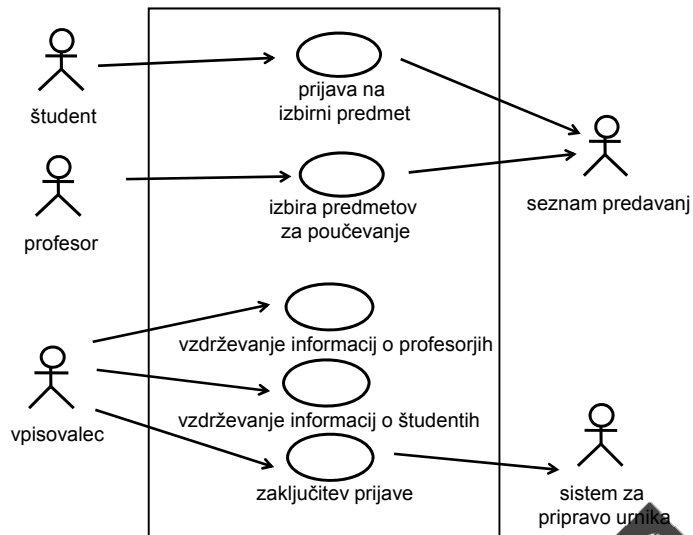 študent
prijava na
izbirni predmet
profesor
izbira predmetov
za poučevanje
seznam predavanj
vpisovalec
vzdrževanje informacij o profesorjih
vzdrževanje informacij o študentih
zaključitev prijave
sistem za
pripravo urnika